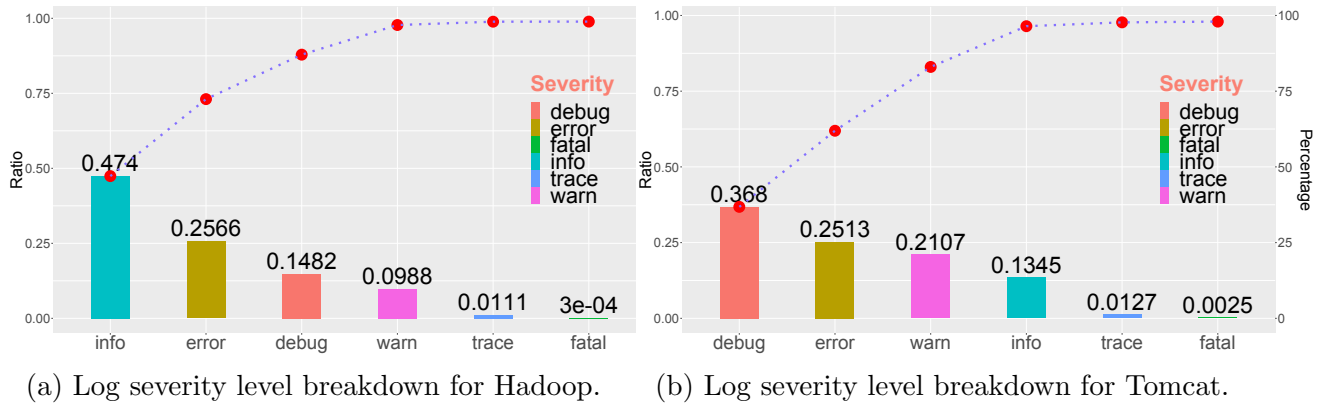 1.00
0.75
0.50
0.25
0.00
Ratio
0.474
0.2566
0.1482
0.0988
0.0111
3e-04
Severity
debug
error
fatal
info
trace
warn
info error debug warn trace fatal
(a) Log severity level breakdown for Hadoop.
1.00
0.75
0.50
0.25
0.00
Ratio
0.368
0.2513
0.2107
0.1345
0.0127
0.0025
Severity
debug
error
fatal
info
trace
warn
100
75
50
25
0
Percentage
debug error warn info trace fatal
(b) Log severity level breakdown for Tomcat.